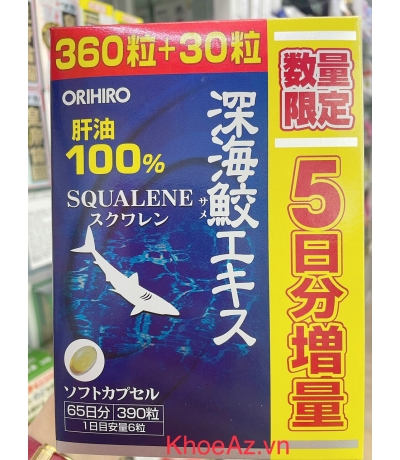 360粒+30粒
数量
限定
ORIHIRO
深海鮫エキス
サメ
肝油
100%
SQUALENE
スクワレン
5日分増量
ソフトカプセル
65日分 390粒
1日目安量6粒
KhoeAz.vn